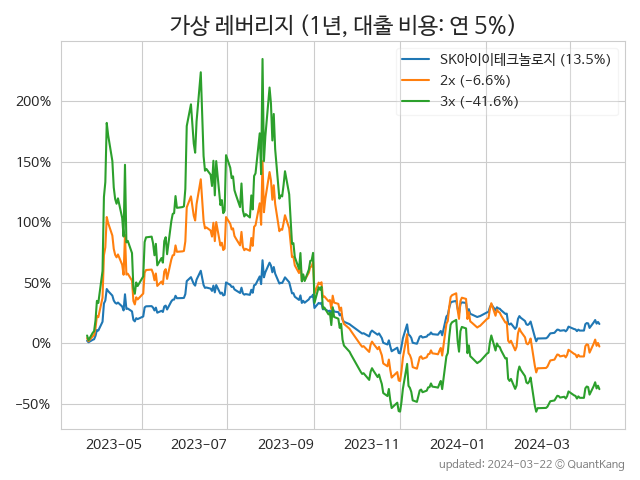 가상 레버리지 (1년, 대출 비용: 연 5%)
SK아이이테크놀로지 (13.5%)
2x (−6.6%)
3x (−41.6%)
200%
150%
100%
50%
0%
−50%
2023-05 2023-07 2023-09 2023-11 2024-01 2024-03
updated: 2024-03-22 © QuantKang